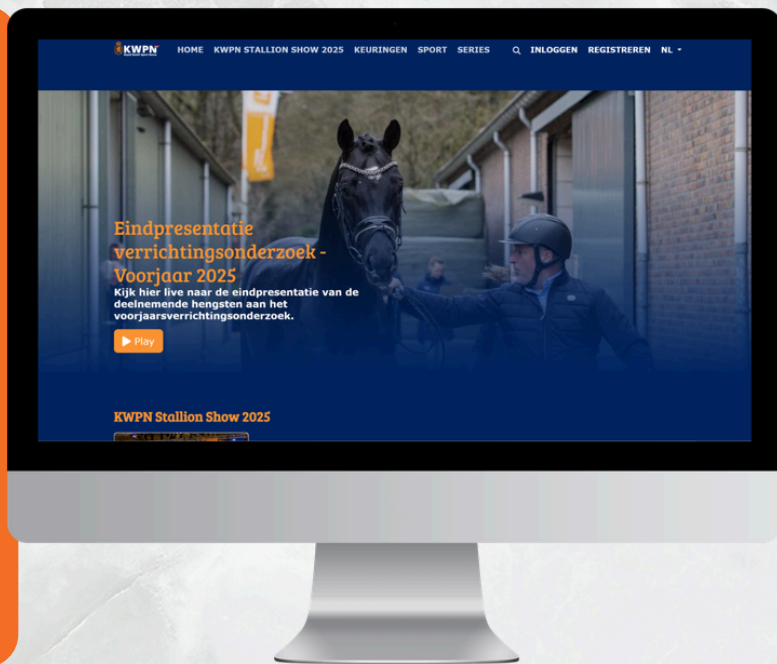 KWPN HOME KWPN STALLION SHOW 2025 KEURINGEN SPORT SERIES INLOGGEN REGISTREREN NL
Eindpresentatie
verrichtingsonderzoek -
Voorjaar 2025
Kijk hier live naar de eindpresentatie van de
deelnemende hengsten aan het
voorjaarsverrichtingsonderzoek.
Play
KWPN Stallion Show 2025